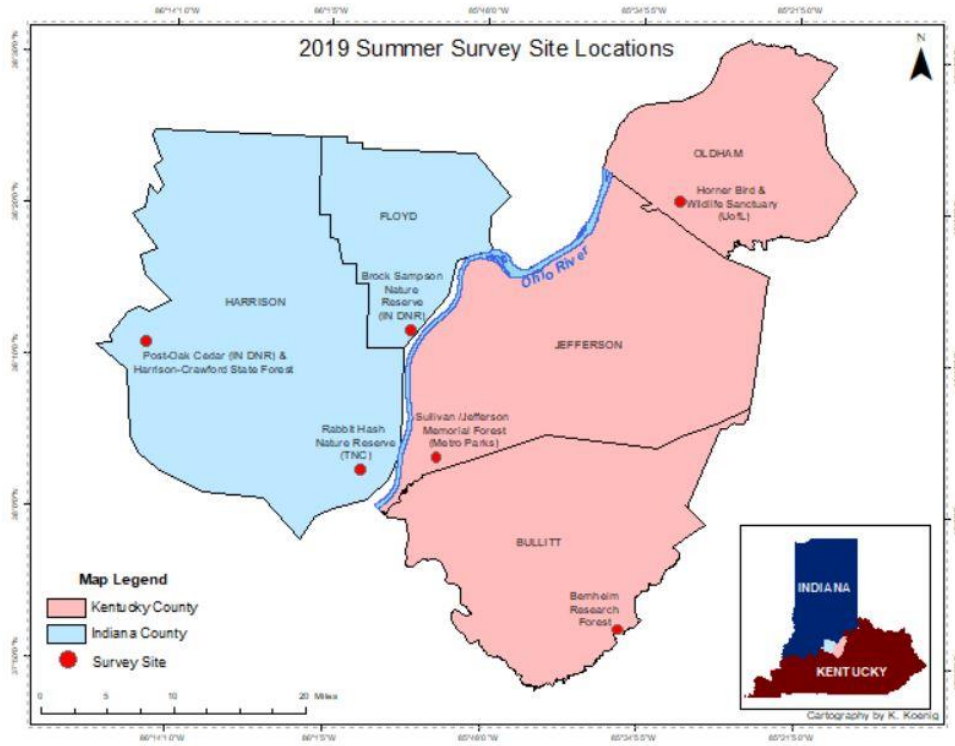 2019 Summer Survey Site Locations
N
OLDHAM
Horner Bird &
Wildlife Sanctuary
(UofL)
FLOYD
Ohio River
Brock Sampson
Nature
Reserve
(IN DNR)
HARRISON
JEFFERSON
Post-Oak Cedar (IN DNR) &
Harrison-Crawford State Forest
Sullivan /Jefferson
Memorial Forest
(Metro Parks)
Rabbit Hash
Nature Reserve
(TNC)
BULLITT
Bernheim
Research
Forest
Map Legend
Kentucky County
Indiana County
Survey Site
0 5 10 20 Miles
INDIANA
KENTUCKY
Cartography by K. Koenig